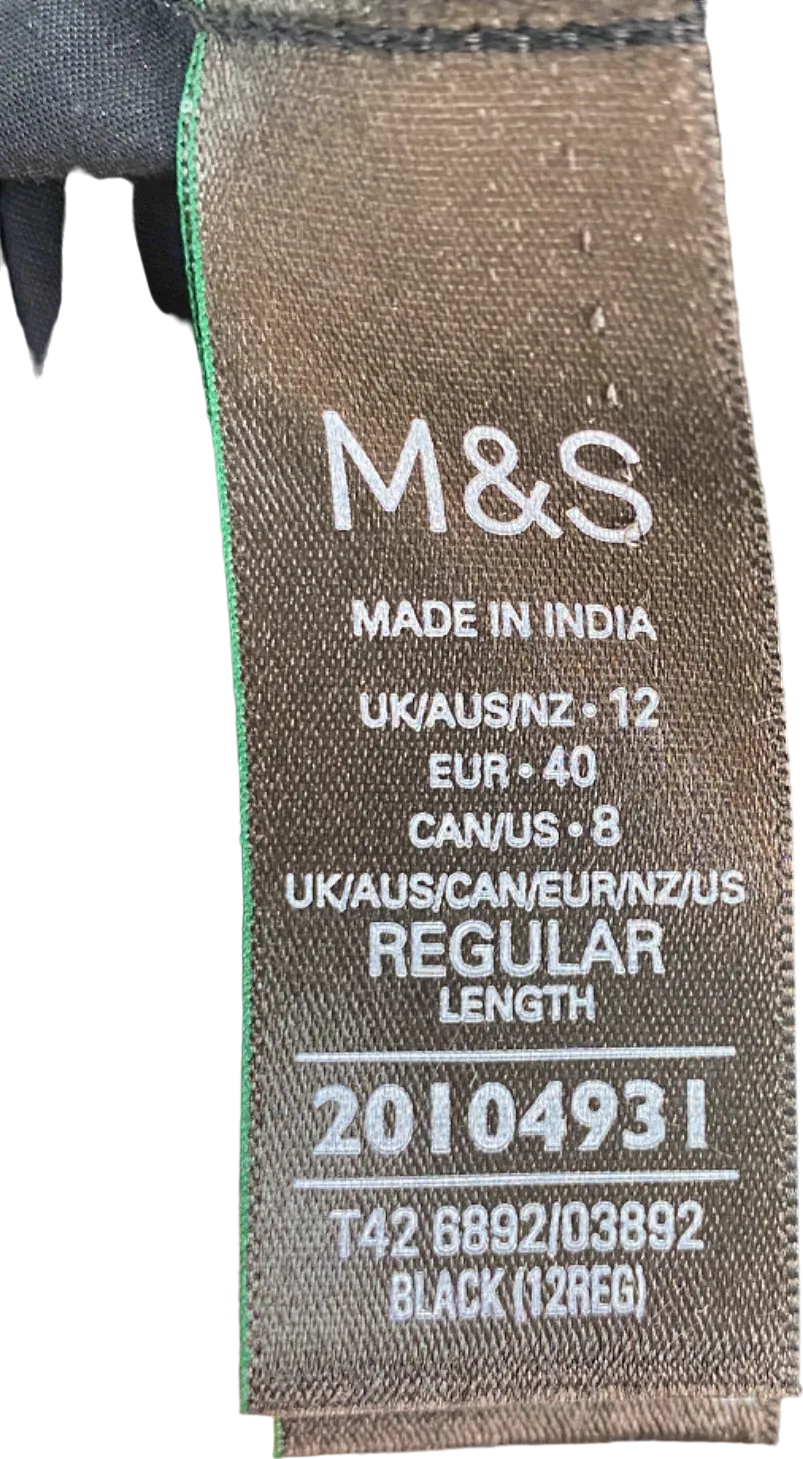 M&S
MADE IN INDIA
UK/AUS/NZ • 12
EUR • 40
CAN/US • 8
UK/AUS/CAN/EUR/NZ/US
REGULAR
LENGTH
20104931
T42 6892/03892
BLACK (12REG)